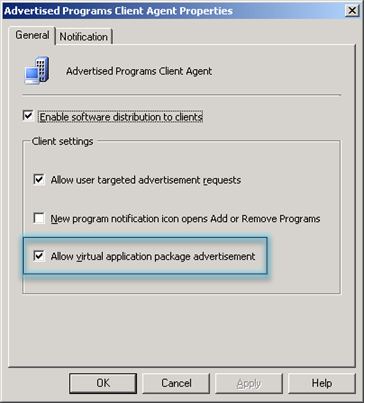 Advertised Programs Client Agent Properties
General Notification
Advertised Programs Client Agent
Enable software distribution to clients
Client settings
Allow user targeted advertisement requests
New program notification icon opens Add or Remove Programs
Allow virtual application package advertisement
OK Cancel Apply Help